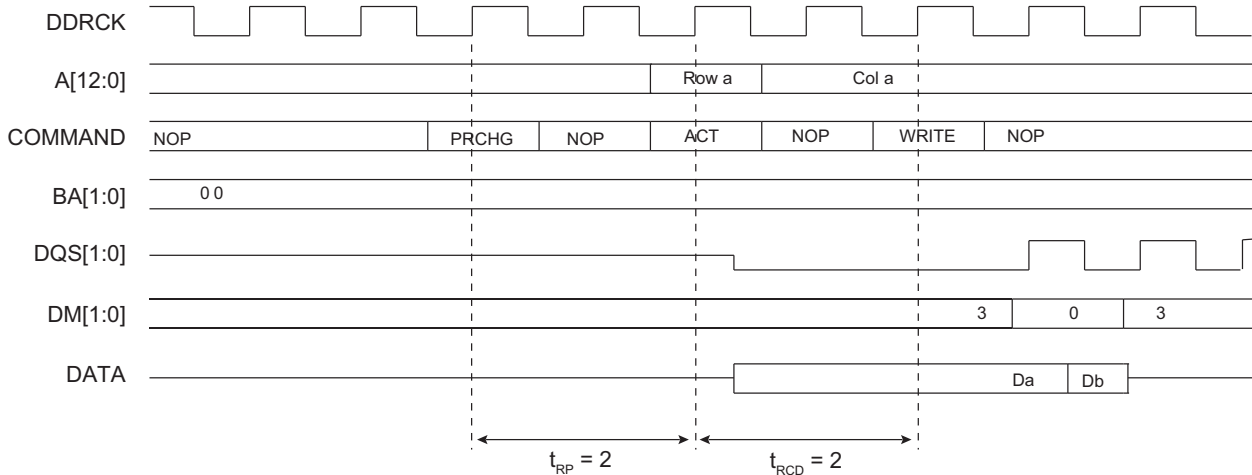 DDRCK
A[12:0] Row a Col a
COMMAND NOP PRCHG NOP ACT NOP WRITE NOP
BA[1:0] 0 0
DQS[1:0]
DM[1:0] 3 0 3
DATA Da Db
tRP = 2 tRCD = 2